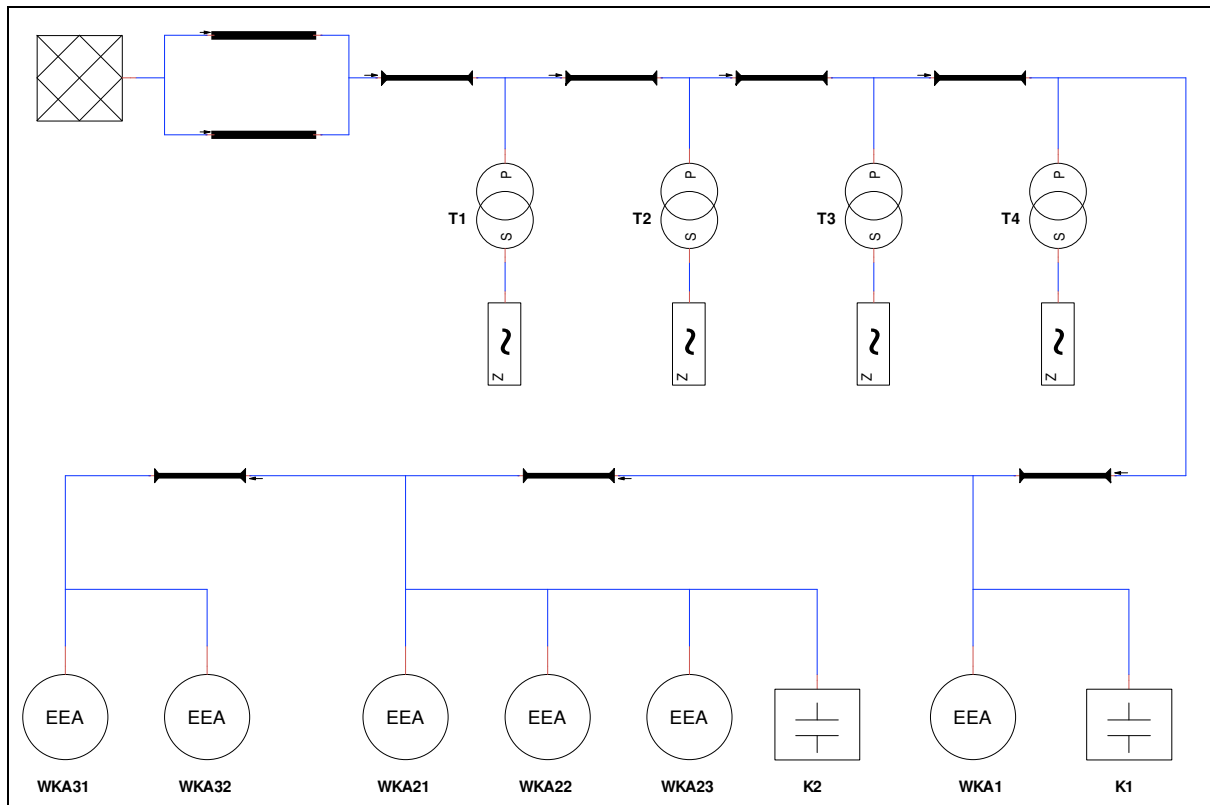 P
P
P
P
T1
T2
T3
T4
S
S
S
S
~
~
~
~
Z
Z
Z
Z
EEA
EEA
EEA
EEA
EEA
EEA
WKA31
WKA32
WKA21
WKA22
WKA23
K2
WKA1
K1